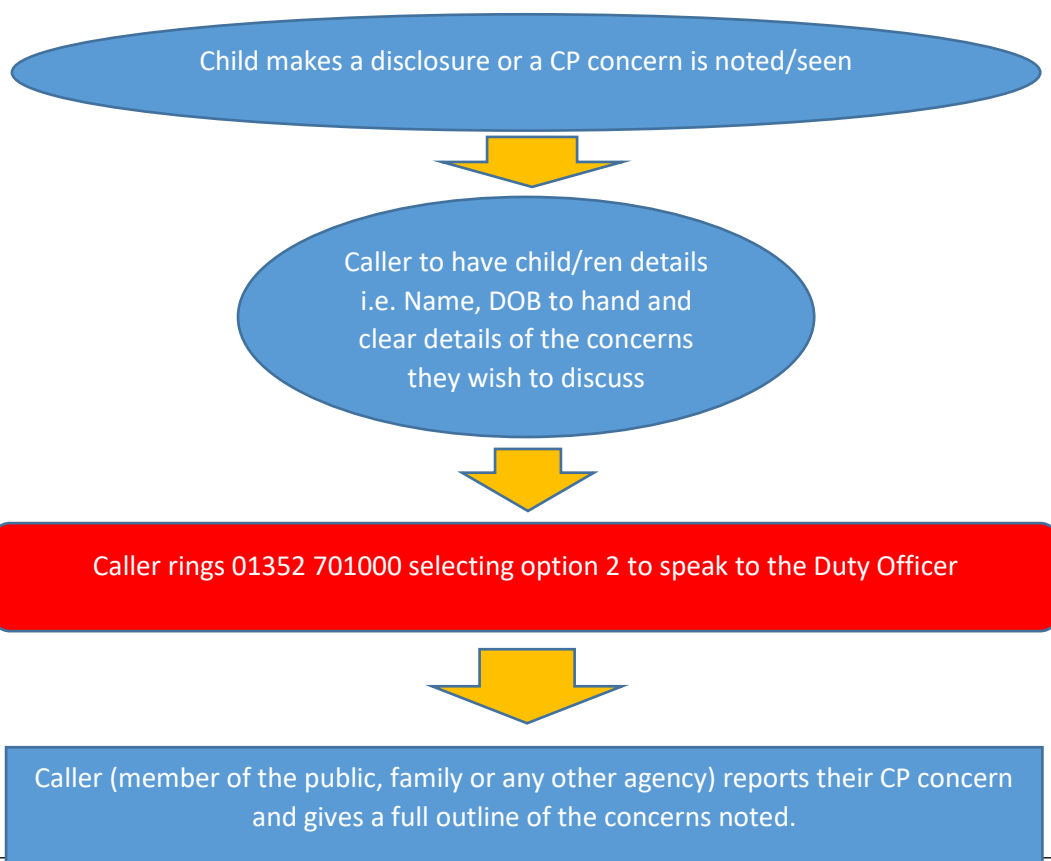 Child makes a disclosure or a CP concern is noted/seen
Caller to have child/ren details
i.e. Name, DOB to hand and
clear details of the concerns
they wish to discuss
Caller rings 01352 701000 selecting option 2 to speak to the Duty Officer
Caller (member of the public, family or any other agency) reports their CP concern
and gives a full outline of the concerns noted.